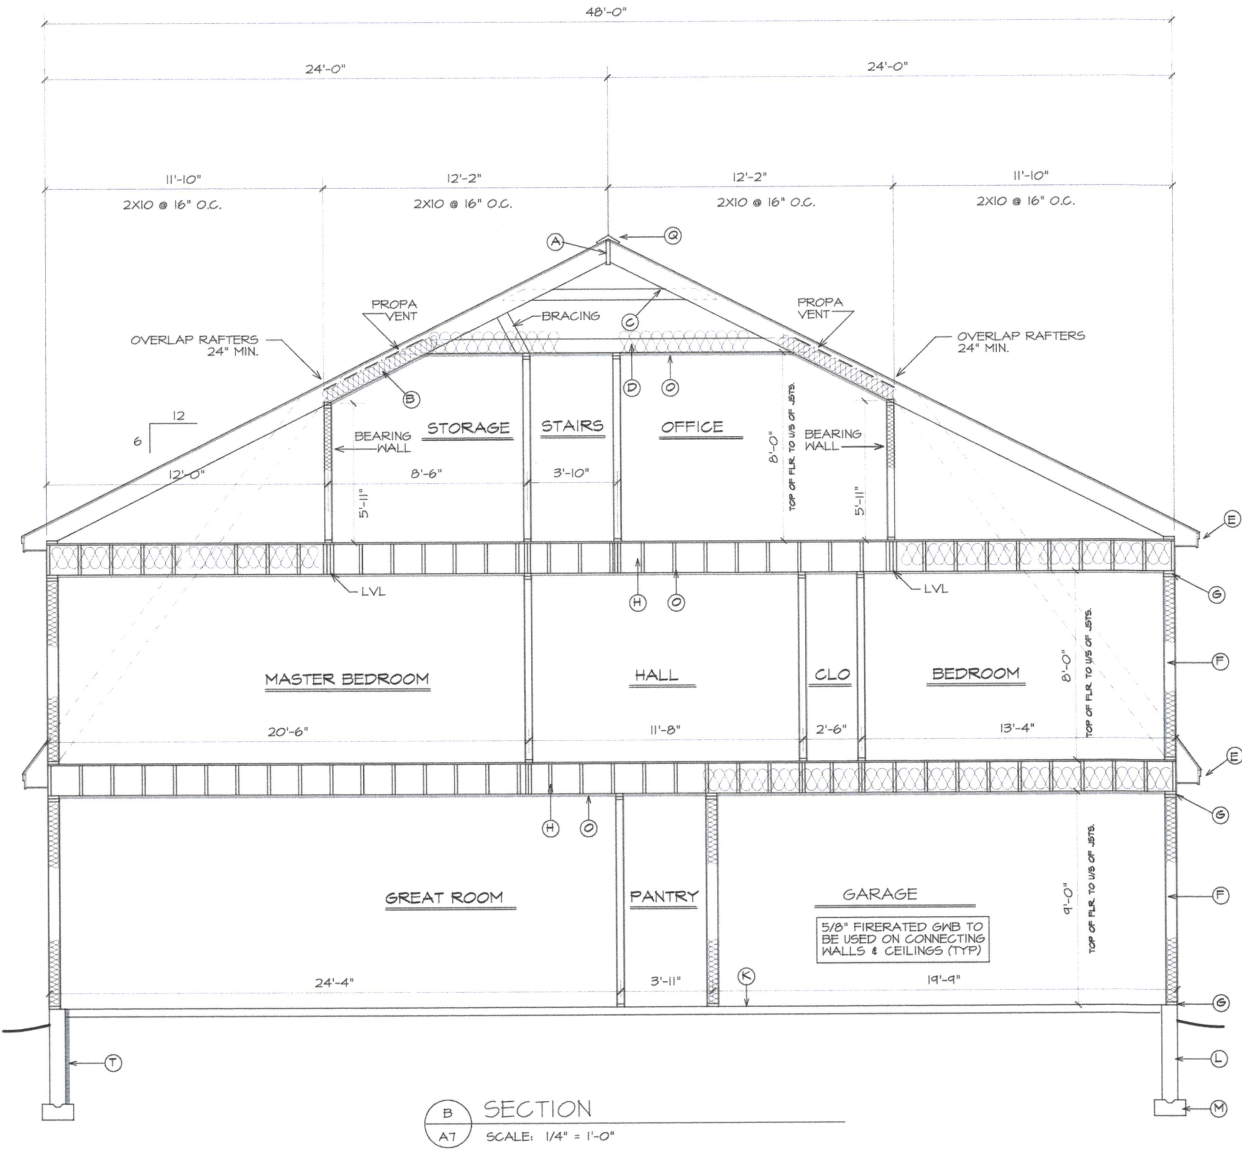 48'-0"
24'-0" 24'-0"
11'-10" 12'-2" 12'-2" 11'-10"
2X10 @ 16" O.C. 2X10 @ 16" O.C. 2X10 @ 16" O.C. 2X10 @ 16" O.C.
A Q
PROPA
VENT
BRACING
C
PROPA
VENT
OVERLAP RAFTERS
24" MIN.
OVERLAP RAFTERS
24" MIN.
B D O
12
6
BEARING
WALL
STORAGE
STAIRS
OFFICE
BEARING
WALL
8'-0"
TOP OF FLR. TO U/S OF JSTS.
12'-0" 8'-6" 3'-10"
5'-11" 5'-11"
E
LVL H O LVL G
MASTER BEDROOM
HALL
CLO
BEDROOM
8'-0"
TOP OF FLR. TO U/S OF JSTS.
F
20'-6" 11'-8" 2'-6" 13'-4"
E
H O G
GREAT ROOM
PANTRY
GARAGE
5/8" FIRERATED GWB TO
BE USED ON CONNECTING
WALLS & CEILINGS (TYP)
9'-0"
TOP OF FLR. TO U/S OF JSTS.
F
24'-4" 3'-11" K 19'-9"
G
T L
M
B
A7
SECTION
SCALE: 1/4" = 1'-0"